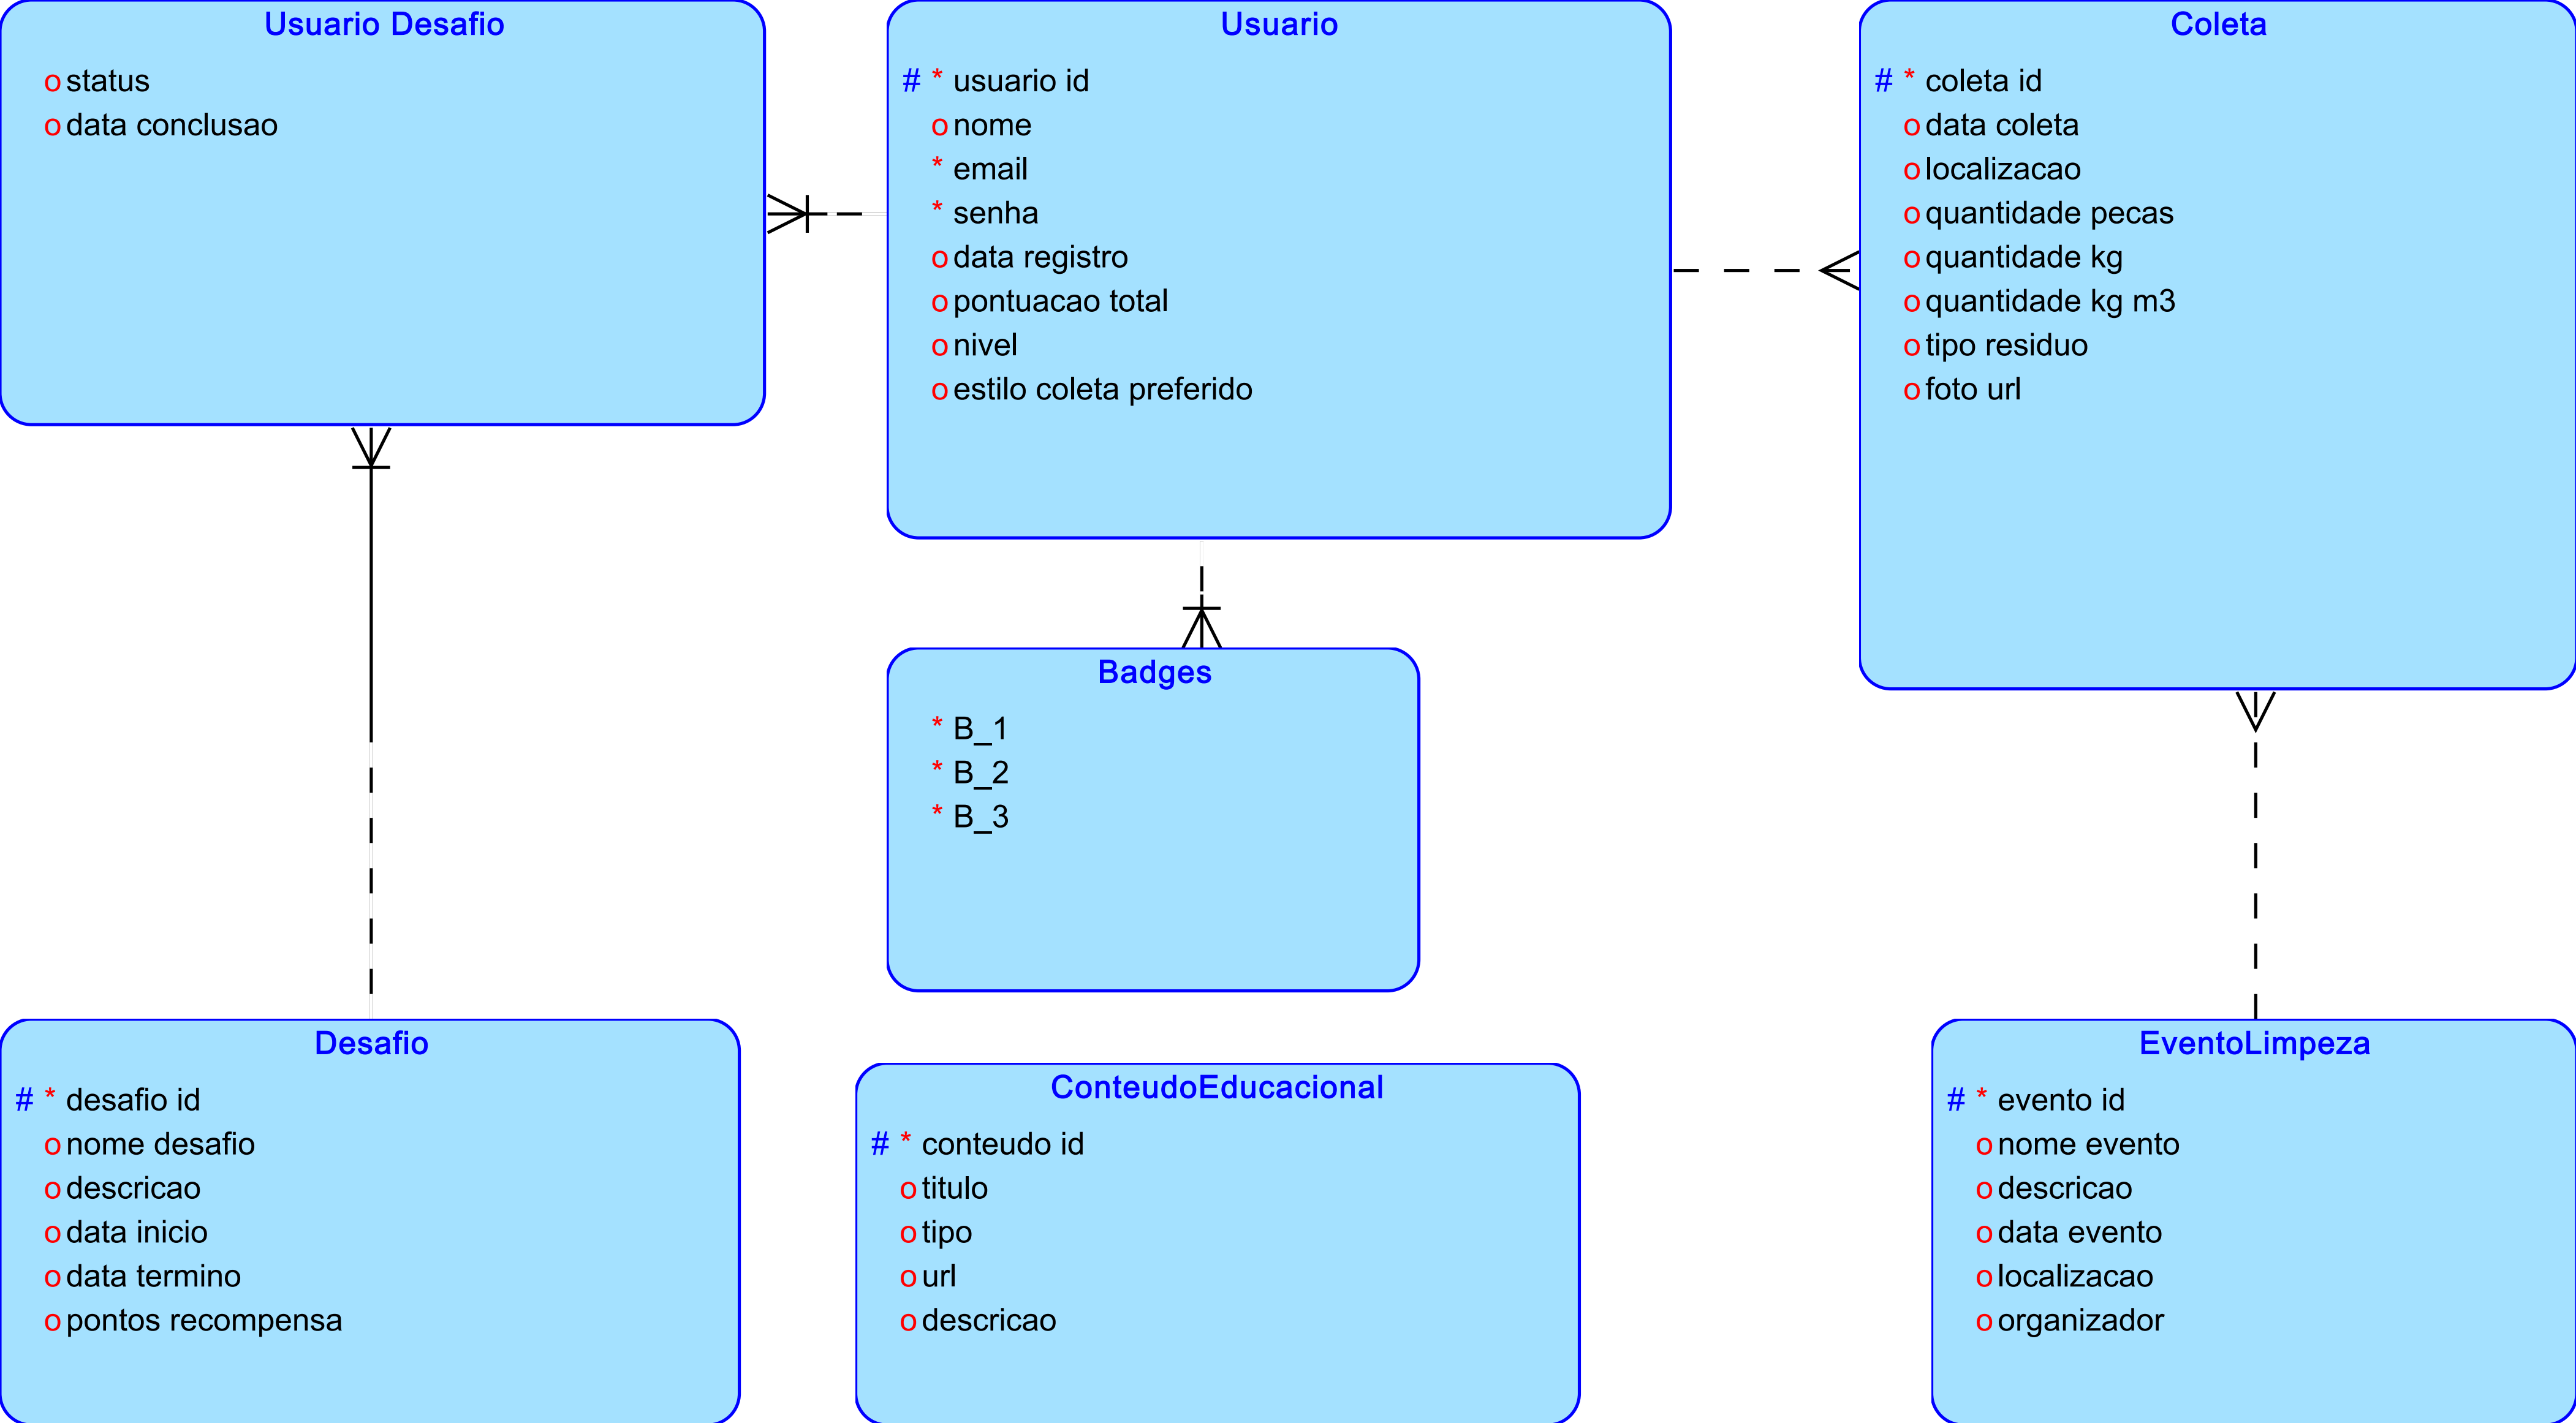 Usuario Desafio
o status
o data conclusao
Usuario
# * usuario id
o nome
* email
* senha
o data registro
o pontuacao total
o nivel
o estilo coleta preferido
Coleta
# * coleta id
o data coleta
o localizacao
o quantidade pecas
o quantidade kg
o quantidade kg m3
o tipo residuo
o foto url
Badges
* B_1
* B_2
* B_3
Desafio
# * desafio id
o nome desafio
o descricao
o data inicio
o data termino
o pontos recompensa
ConteudoEducacional
# * conteudo id
o titulo
o tipo
o url
o descricao
EventoLimpeza
# * evento id
o nome evento
o descricao
o data evento
o localizacao
o organizador